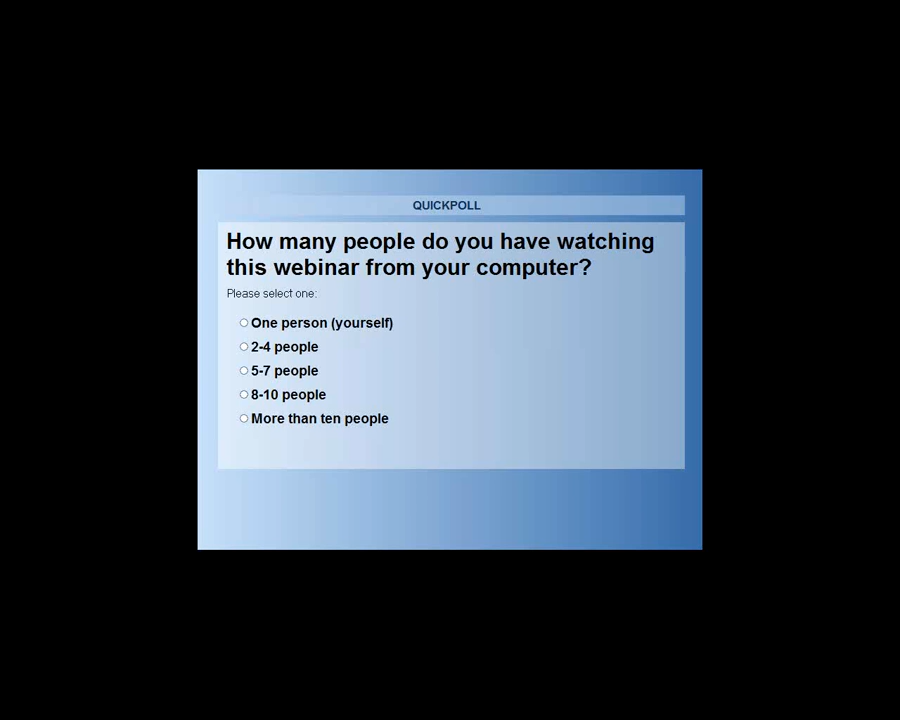 QUICKPOLL
How many people do you have watching
this webinar from your computer?
Please select one:
One person (yourself)
2-4 people
5-7 people
8-10 people
More than ten people